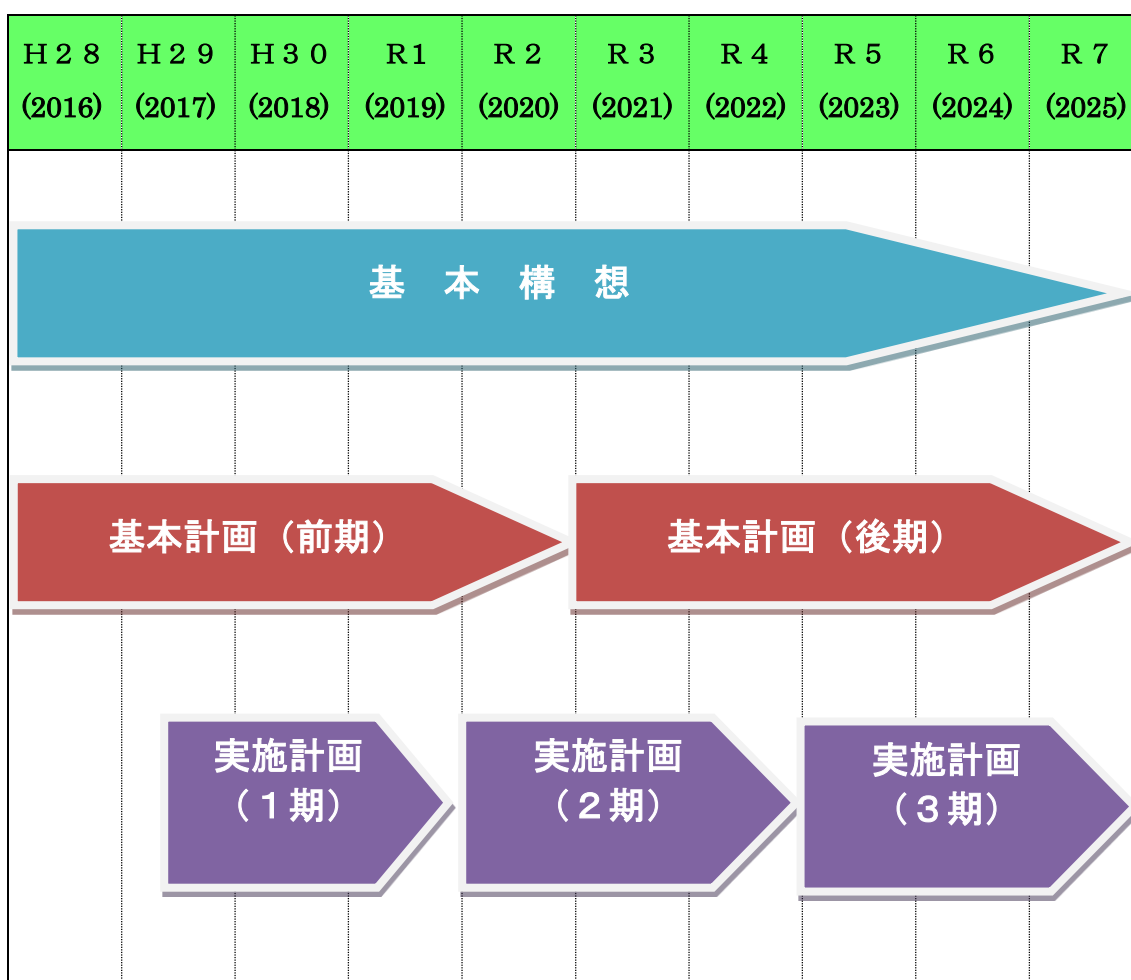 H２８ H２９ H３０ R1 R２ R３ R４ R５ R６ R７
(2016) (2017) (2018) (2019) (2020) (2021) (2022) (2023) (2024) (2025)
基　本　構　想
基本計画（前期） 基本計画（後期）
実施計画 実施計画 実施計画
（１期） （２期） （３期）